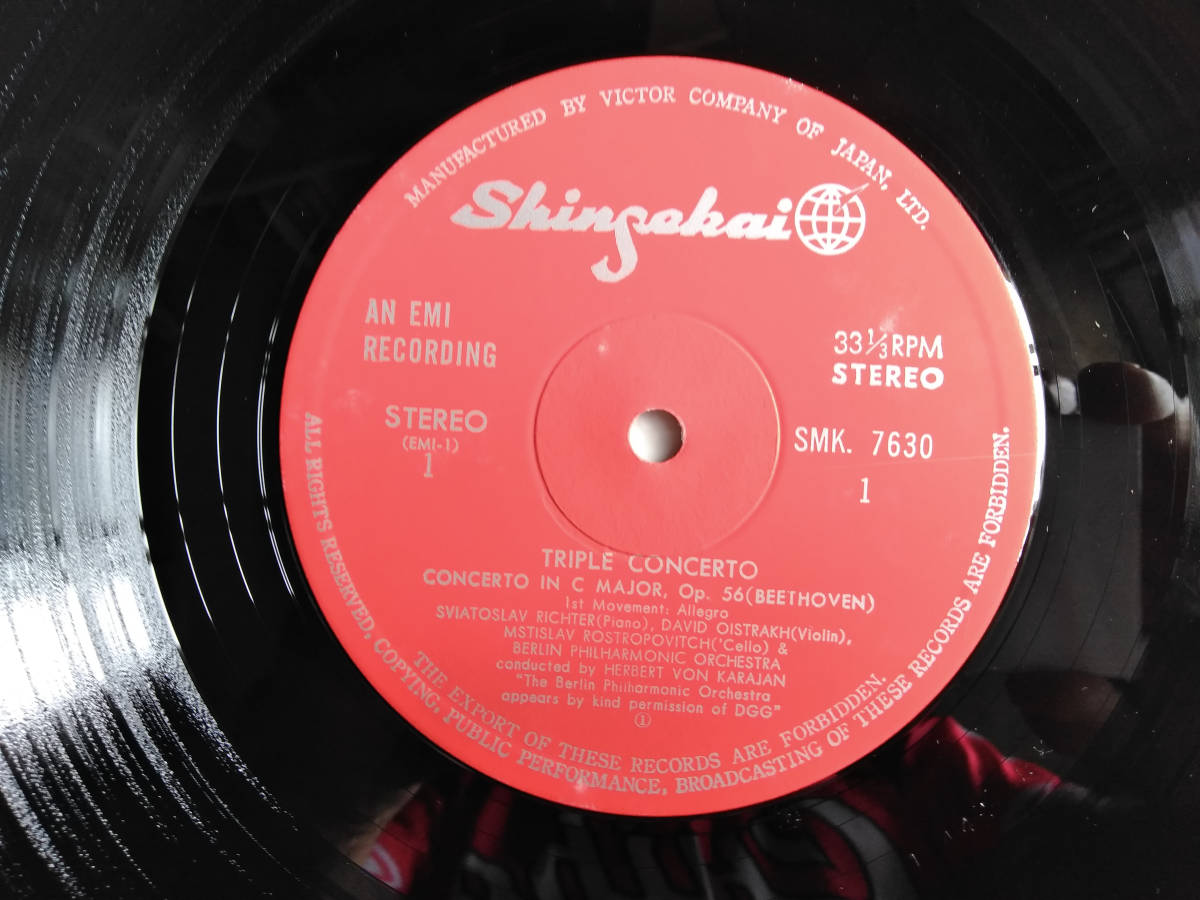 MANUFACTURED BY VICTOR COMPANY OF JAPAN, LTD.
Shinsekai
AN EMI
RECORDING
33 1/3 RPM
STEREO
STEREO
(EMI-1)
1
SMK. 7630
1
TRIPLE CONCERTO
CONCERTO IN C MAJOR, Op. 56(BEETHOVEN)
1st Movement: Allegro
SVIATOSLAV RICHTER(Piano), DAVID OISTRAKH(Violin),
MSTISLAV ROSTROPOVITCH('Cello) &
BERLIN PHILHARMONIC ORCHESTRA
conducted by HERBERT VON KARAJAN
"The Berlin Philharmonic Orchestra
appears by kind permission of DGG"
①
THE EXPORT OF THESE RECORDS ARE FORBIDDEN.
ALL RIGHTS RESERVED, COPYING, PUBLIC PERFORMANCE, BROADCASTING OF THESE RECORDS ARE FORBIDDEN.